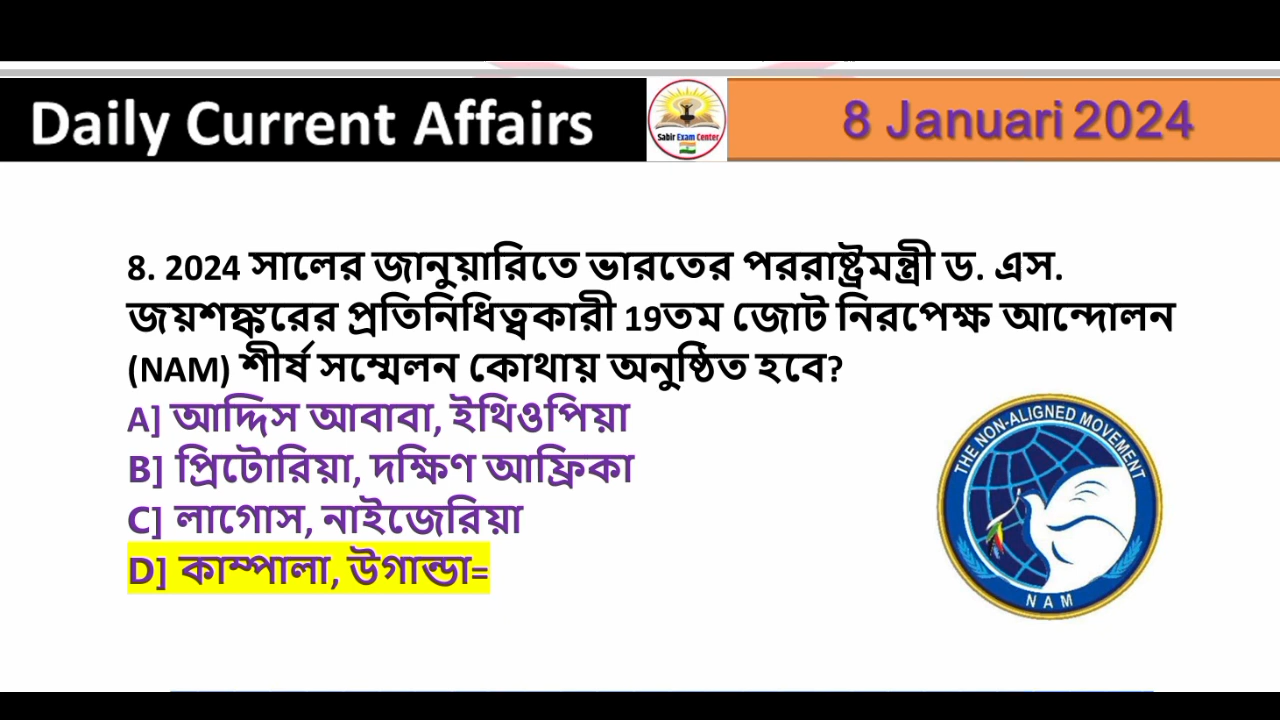 Daily Current Affairs
Sabir Exam Center
8 Januari 2024
8. 2024 সালের জানুয়ারিতে ভারতের পররাষ্ট্রমন্ত্রী ড. এস.
জয়শঙ্করের প্রতিনিধিত্বকারী 19তম জোট নিরপেক্ষ আন্দোলন
(NAM) শীর্ষ সম্মেলন কোথায় অনুষ্ঠিত হবে?
A] আদ্দিস আবাবা, ইথিওপিয়া
B] প্রিটোরিয়া, দক্ষিণ আফ্রিকা
C] লাগোস, নাইজেরিয়া
D] কাম্পালা, উগান্ডা=
THE NON-ALIGNED MOVEMENT
NAM